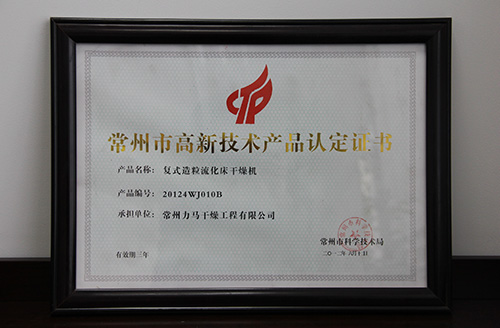 常州市高新技术产品认定证书
产品名称：复式造粒流化床干燥机
产品编号：20124WJ010B
承担单位：常州力马干燥工程有限公司
常州市科学技术局
有效期三年